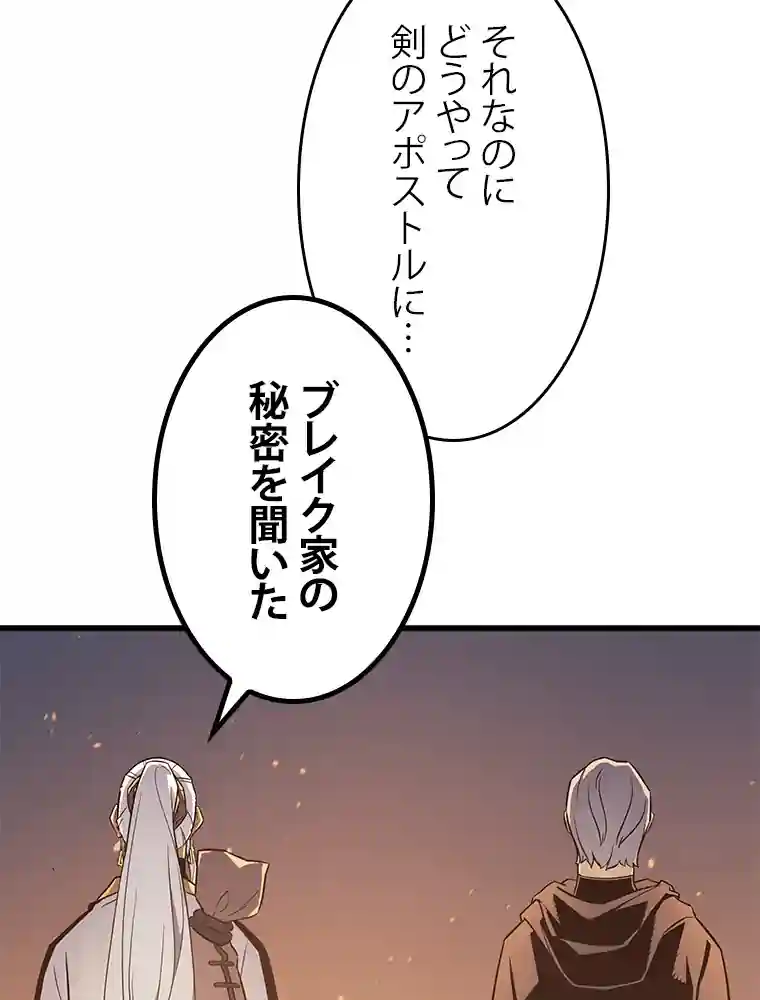 それなのに
どうやって
剣のアポストルに…
ブレイク家の
秘密を聞いた